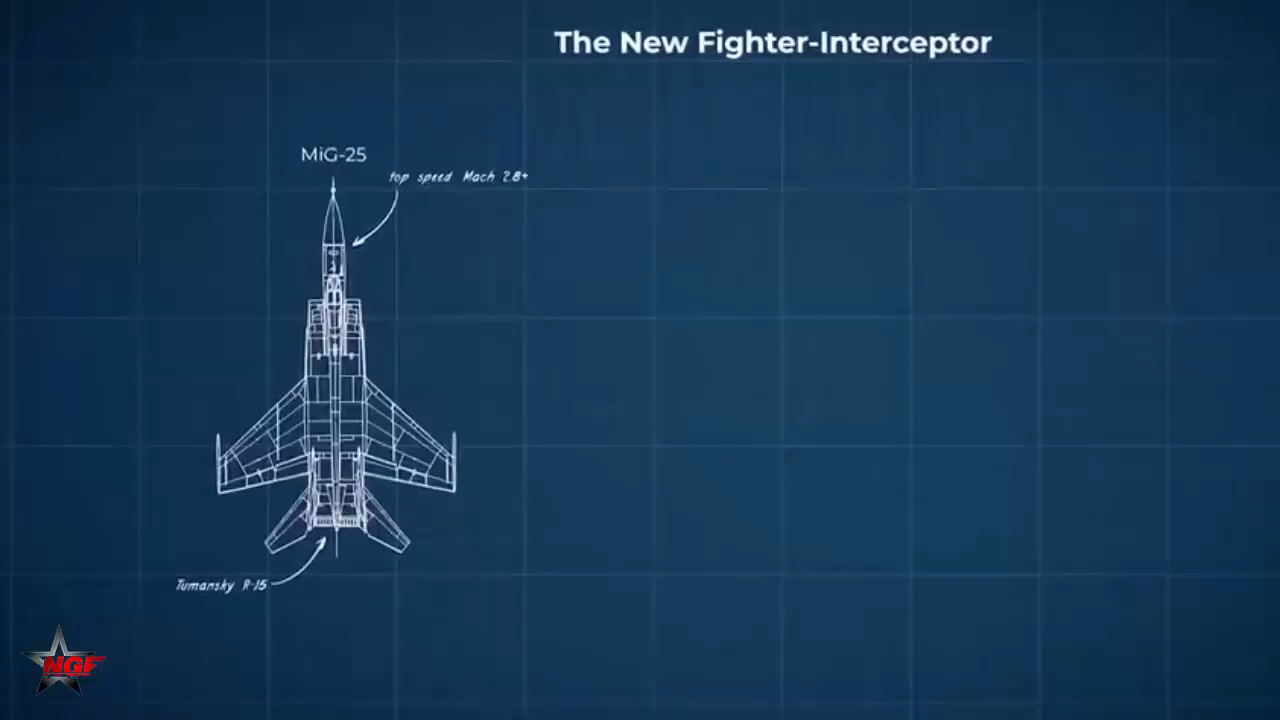 The New Fighter-Interceptor
MiG-25
top speed Mach 2.8+
Tumansky R-15
NGF